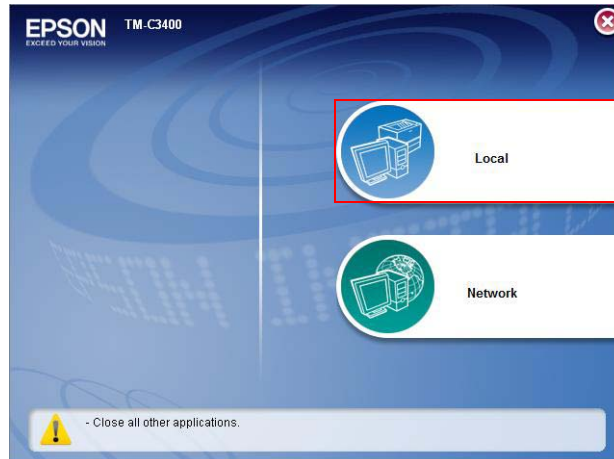 EPSON TM-C3400
EXCEED YOUR VISION
Local
Network
- Close all other applications.